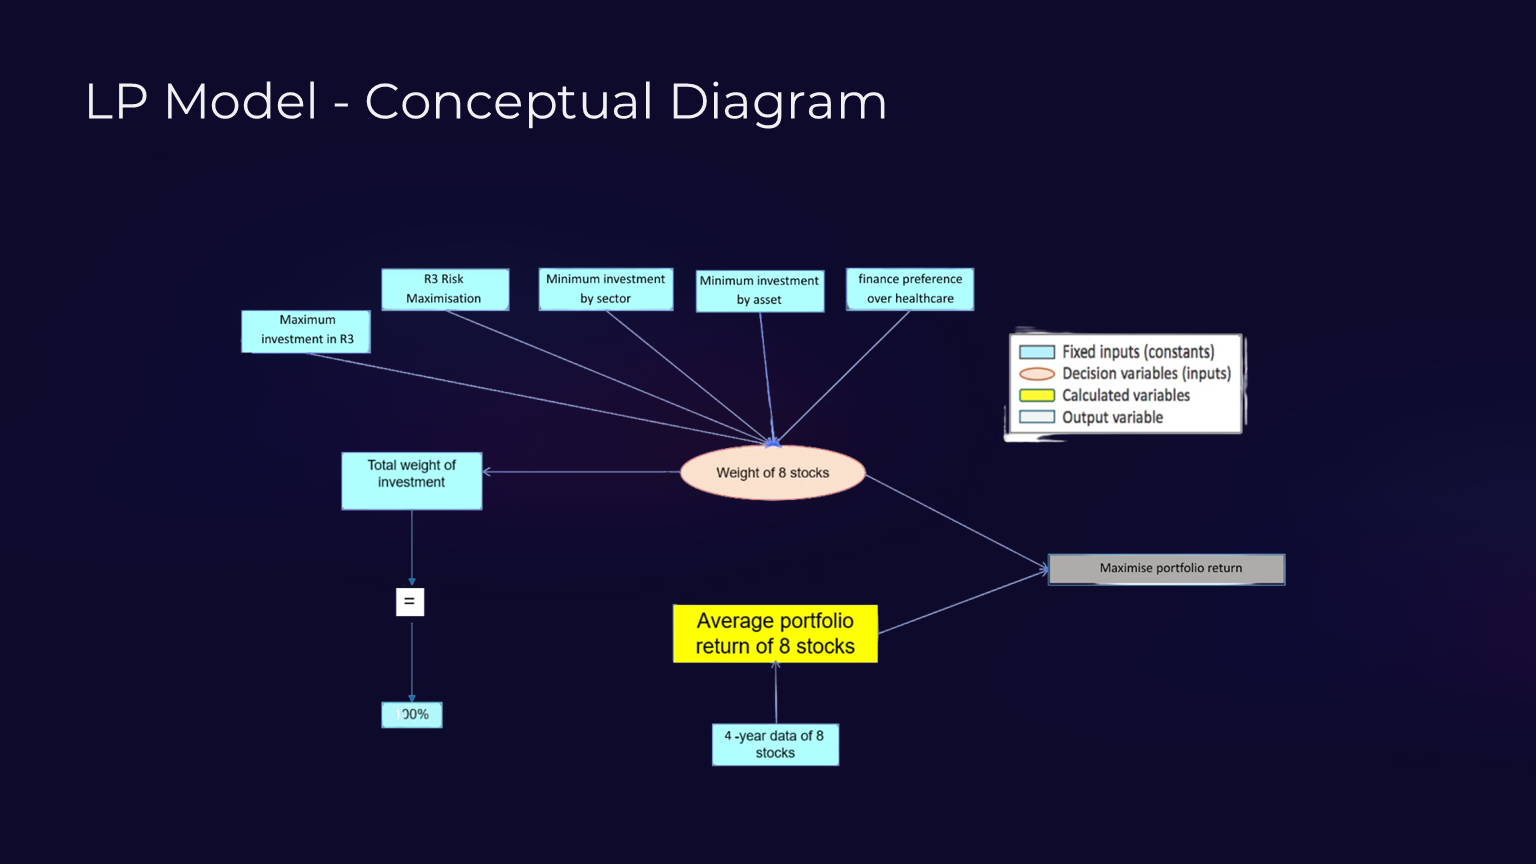 LP Model - Conceptual Diagram
R3 Risk
Maximisation
Minimum investment
by sector
Minimum investment
by asset
finance preference
over healthcare
Maximum
investment in R3
Fixed inputs (constants)
Decision variables (inputs)
Calculated variables
Output variable
Total weight of
investment
Weight of 8 stocks
Maximise portfolio return
=
Average portfolio
return of 8 stocks
100%
4 -year data of 8
stocks